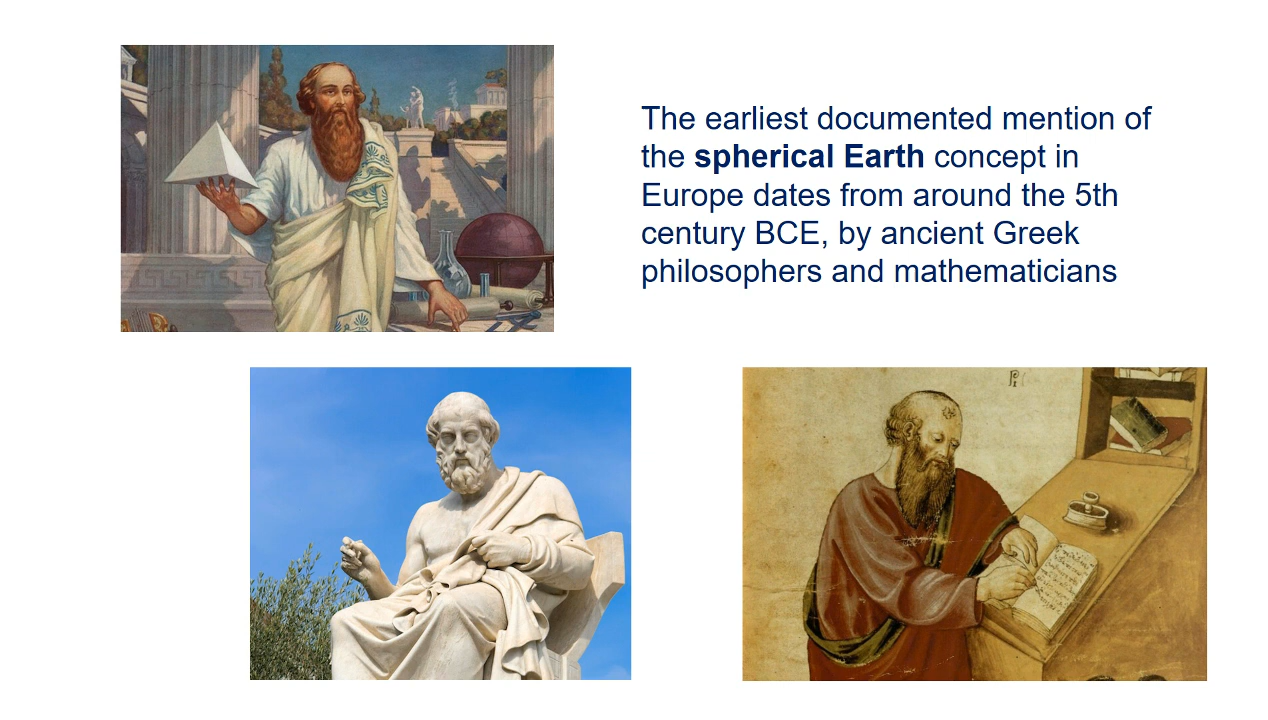 The earliest documented mention of
the spherical Earth concept in
Europe dates from around the 5th
century BCE, by ancient Greek
philosophers and mathematicians